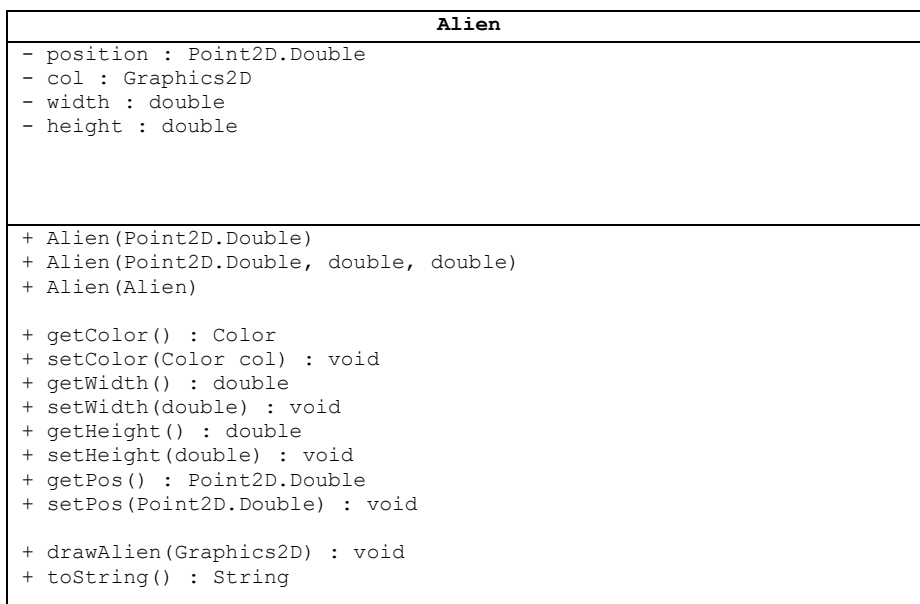 Alien
- position : Point2D.Double
- col : Graphics2D
- width : double
- height : double
+ Alien(Point2D.Double)
+ Alien(Point2D.Double, double, double)
+ Alien(Alien)
+ getColor() : Color
+ setColor(Color col) : void
+ getWidth() : double
+ setWidth(double) : void
+ getHeight() : double
+ setHeight(double) : void
+ getPos() : Point2D.Double
+ setPos(Point2D.Double) : void
+ drawAlien(Graphics2D) : void
+ toString() : String